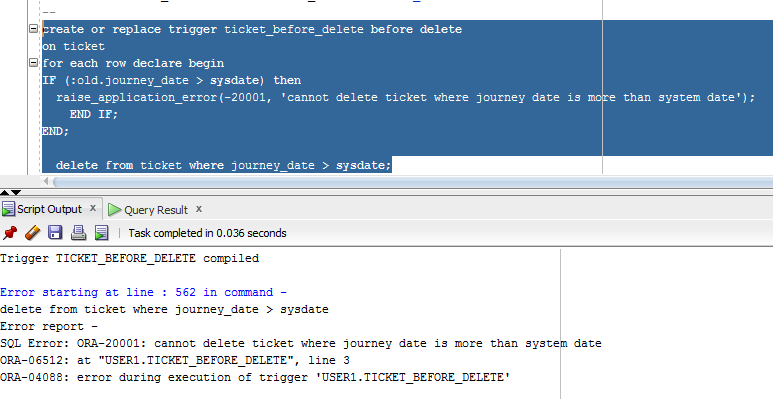 --
create or replace trigger ticket_before_delete before delete
on ticket
for each row declare begin
IF (:old.journey_date > sysdate) then
raise_application_error(-20001, 'cannot delete ticket where journey date is more than system date');
END IF;
END;
delete from ticket where journey_date > sysdate;
Script Output x Query Result x
Task completed in 0.036 seconds
Trigger TICKET_BEFORE_DELETE compiled
Error starting at line : 562 in command -
delete from ticket where journey_date > sysdate
Error report -
SQL Error: ORA-20001: cannot delete ticket where journey date is more than system date
ORA-06512: at "USER1.TICKET_BEFORE_DELETE", line 3
ORA-04088: error during execution of trigger 'USER1.TICKET_BEFORE_DELETE'